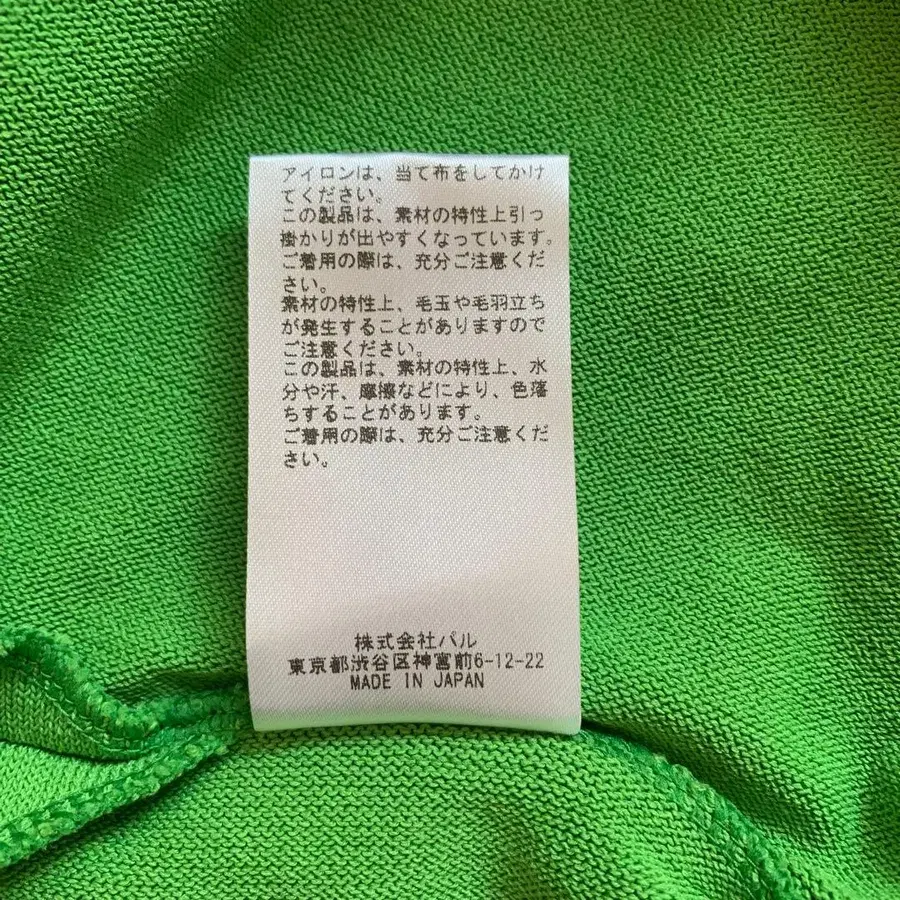 アイロンは、当て布をしてかけ
てください。
この製品は、素材の特性上引っ
掛かりが出やすくなっています。
ご着用の際は、充分ご注意くだ
さい。
素材の特性上、毛玉や毛羽立ち
が発生することがありますので
ご注意ください。
この製品は、素材の特性上、水
分や汗、摩擦などにより、色落
ちすることがあります。
ご着用の際は、充分ご注意くだ
さい。
株式会社パル
東京都渋谷区神宮前6-12-22
MADE IN JAPAN